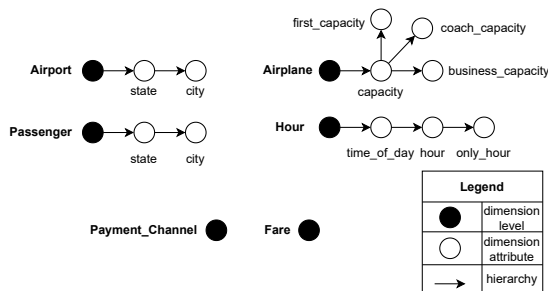 first_capacity
coach_capacity
Airport
state
city
Airplane
capacity
business_capacity
Passenger
state
city
Hour
time_of_day
hour
only_hour
Payment_Channel
Fare
Legend
dimension
level
dimension
attribute
hierarchy